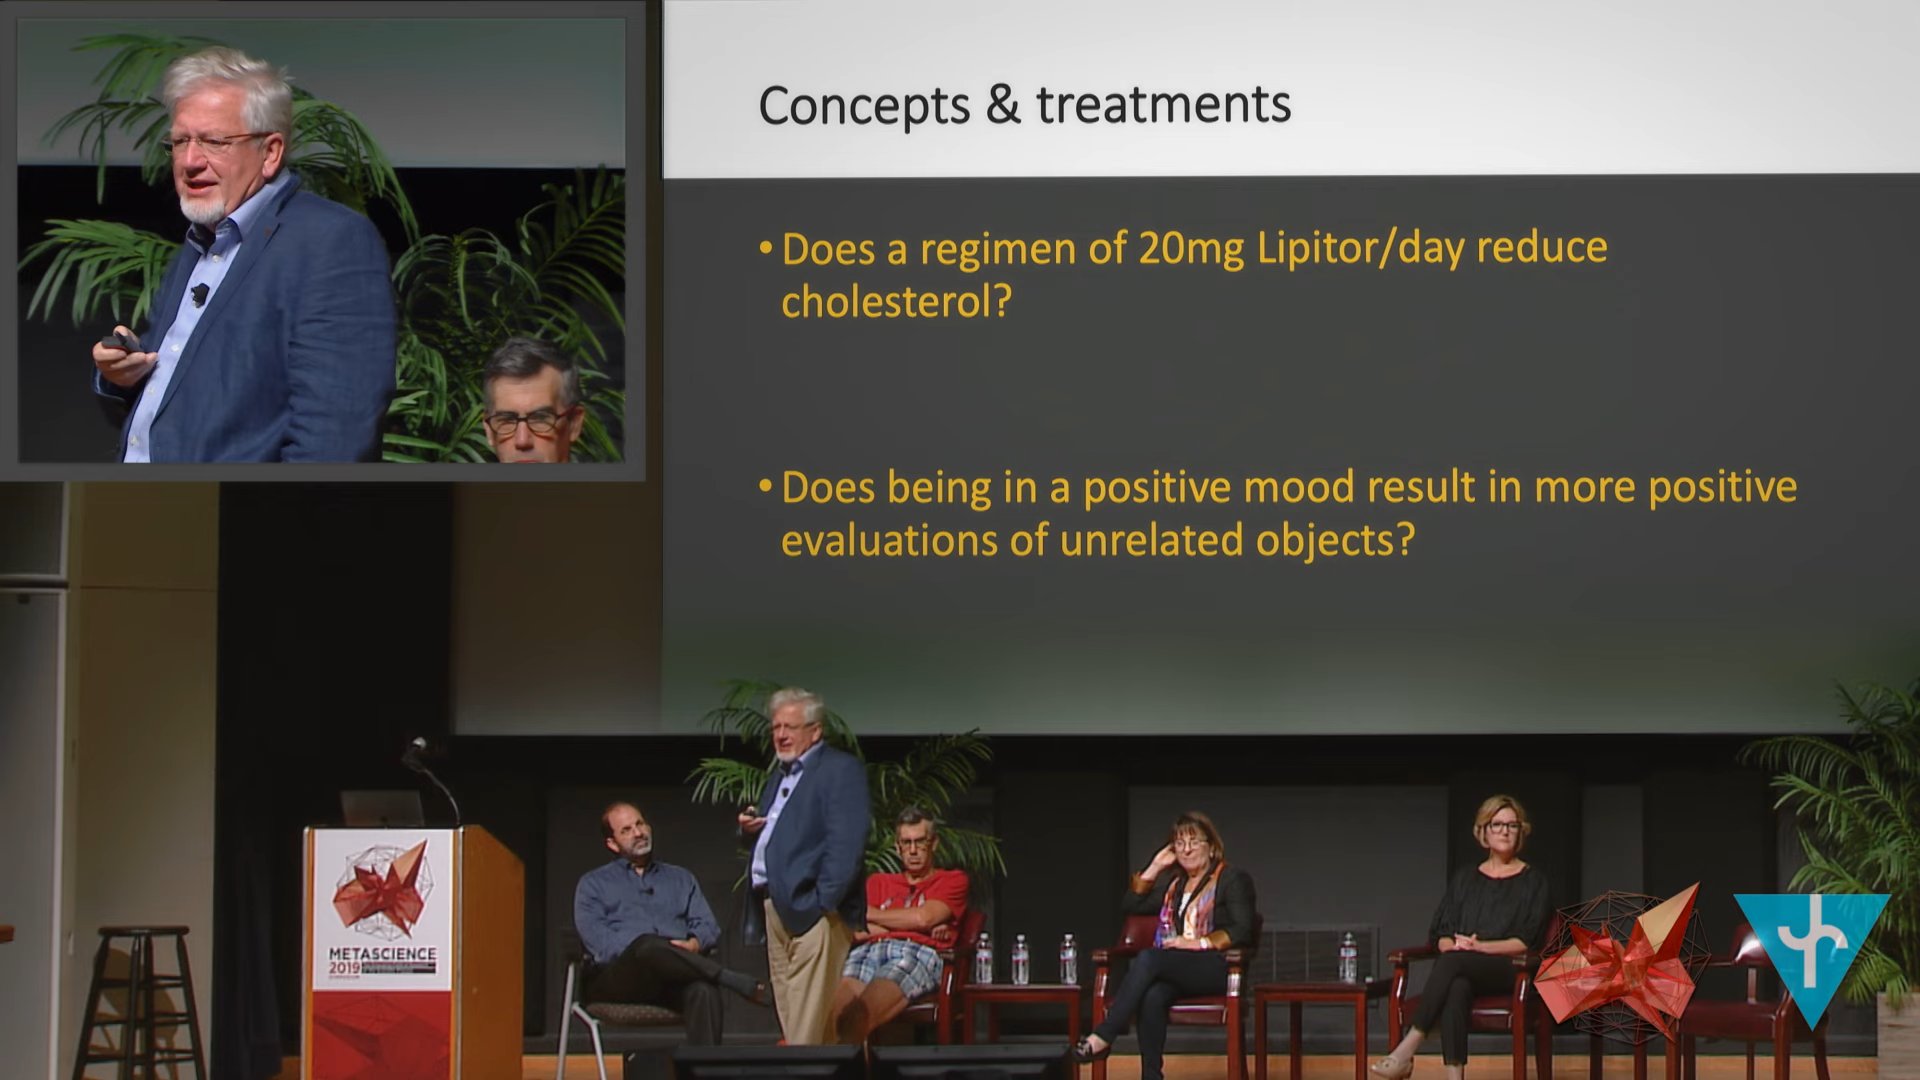 Concepts & treatments
• Does a regimen of 20mg Lipitor/day reduce
cholesterol?
• Does being in a positive mood result in more positive
evaluations of unrelated objects?
METASCIENCE
2019
SYMPOSIUM